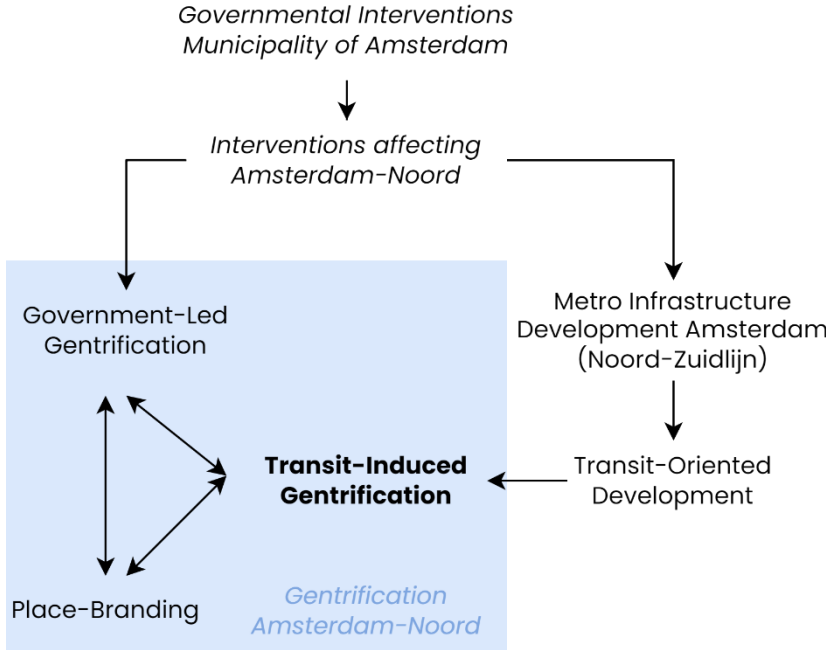 Governmental Interventions
Municipality of Amsterdam
Interventions affecting
Amsterdam-Noord
Government-Led
Gentrification
Metro Infrastructure
Development Amsterdam
(Noord-Zuidlijn)
Transit-Induced
Gentrification
Transit-Oriented
Development
Place-Branding
Gentrification
Amsterdam-Noord